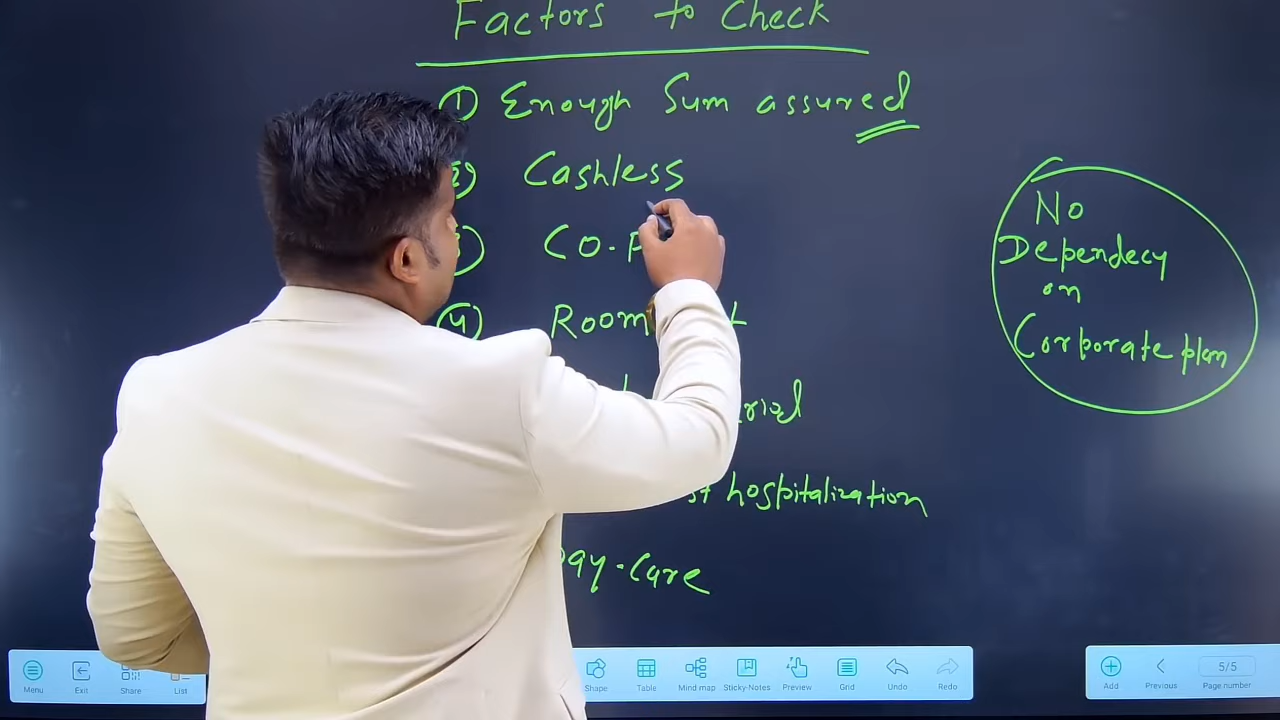 Factors to Check
① Enough Sum assured
Cashless
CO-P
④ Room
hospitalization
Day-Care
No
Dependecy
on
Corporate plan
Menu
Exit
Share
List
Shape
Table
Mind map
Sticky-Notes
Preview
Grid
Undo
Redo
Add
Previous
5/5
Page number